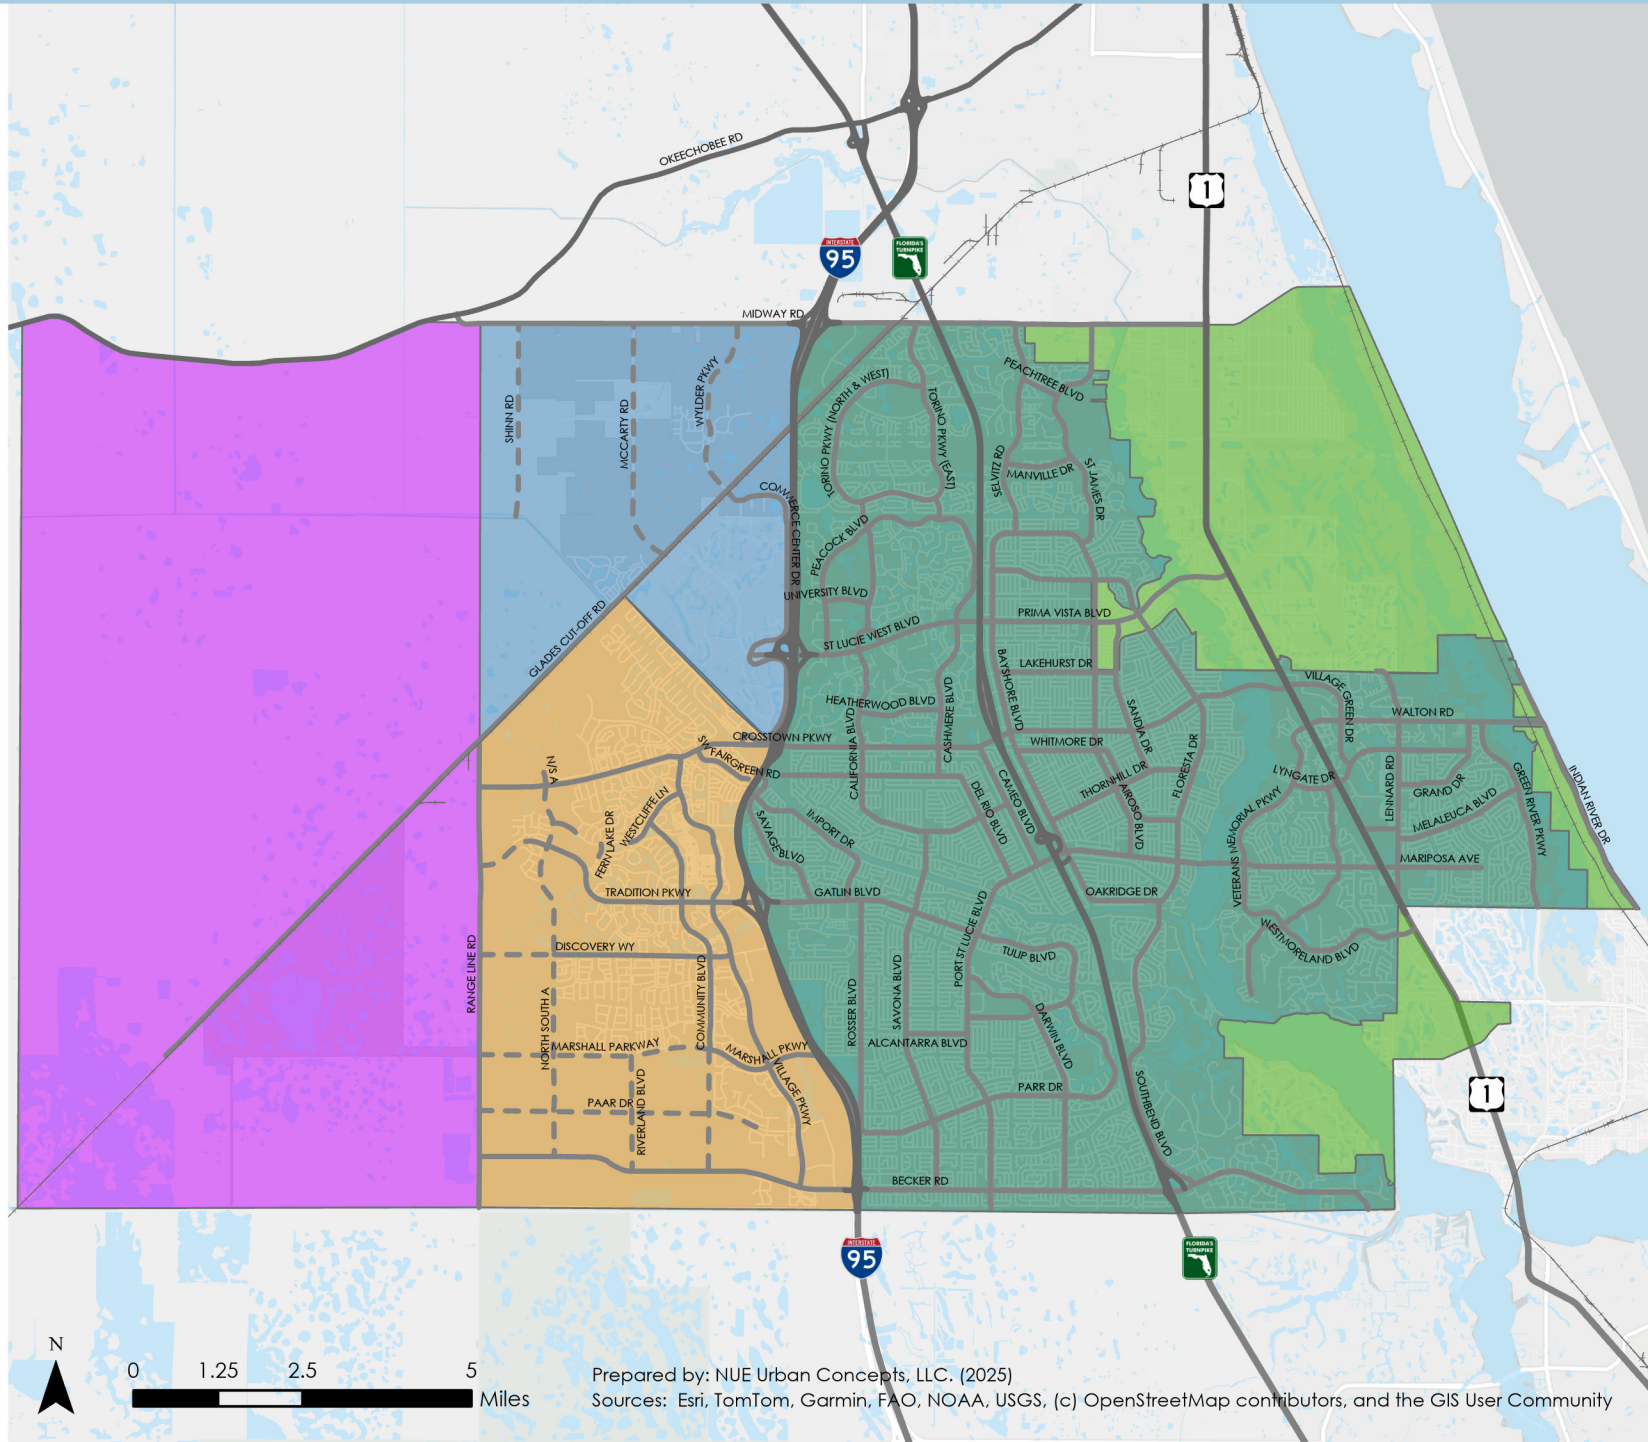 OKEECHOBEE RD
1
INTERSTATE
95
FLORIDA'S
TURNPIKE
MIDWAY RD
SHINN RD
MCCARTY RD
WYLDER PKWY
TORINO PKWY (NORTH & WEST)
TORINO PKWY (EAST)
PEACHTREE BLVD
SELVITZ RD
MANVILLE DR
ST JAMES DR
COMMERCE CENTER DR
PEACOCK BLVD
UNIVERSITY BLVD
ST LUCIE WEST BLVD
PRIMA VISTA BLVD
GLADES CUT-OFF RD
LAKEHURST DR
BAYSHORE BLVD
HEATHERWOOD BLVD
CALIFORNIA BLVD
CASHMERE BLVD
SANDIA DR
VILLAGE GREEN DR
WALTON RD
CROSSTOWN PKWY
WHITMORE DR
SW FAIRGREEN RD
N/S A
THORNHILL DR
FLORESTA DR
LYNGATE DR
LENNARD RD
GRAND DR
GREEN RIVER PKWY
INDIAN RIVER DR
WESTCLIFFE LN
FERN LAKE DR
SAVAGE BLVD
IMPORT DR
DEL RIO BLVD
CAMEO BLVD
AIROSO BLVD
VETERANS MEMORIAL PKWY
MELALEUCA BLVD
MARIPOSA AVE
TRADITION PKWY
GATLIN BLVD
OAKRIDGE DR
RANGE LINE RD
DISCOVERY WY
COMMUNITY BLVD
PORT ST LUCIE BLVD
TULIP BLVD
WESTMORELAND BLVD
NORTH SOUTH A
ROSSER BLVD
SAVONA BLVD
DARWIN BLVD
MARSHALL PARKWAY
MARSHALL PKWY
ALCANTARRA BLVD
VILLAGE PKWY
PAAR DR
RIVERLAND BLVD
PARR DR
SOUTHBEND BLVD
1
BECKER RD
INTERSTATE
95
FLORIDA'S
TURNPIKE
N
0 1.25 2.5 5
Miles
Prepared by: NUE Urban Concepts, LLC. (2025)
Sources: Esri, TomTom, Garmin, FAO, NOAA, USGS, (c) OpenStreetMap contributors, and the GIS User Community